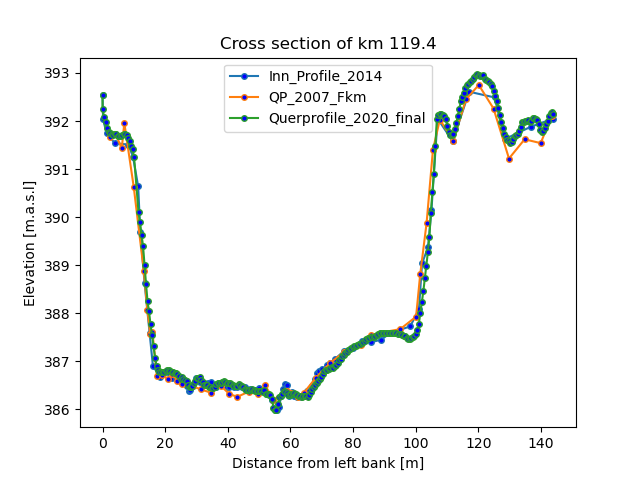 Cross section of km 119.4
Inn_Profile_2014
QP_2007_Fkm
Querprofile_2020_final
Elevation [m.a.s.l]
393
392
391
390
389
388
387
386
0 20 40 60 80 100 120 140
Distance from left bank [m]